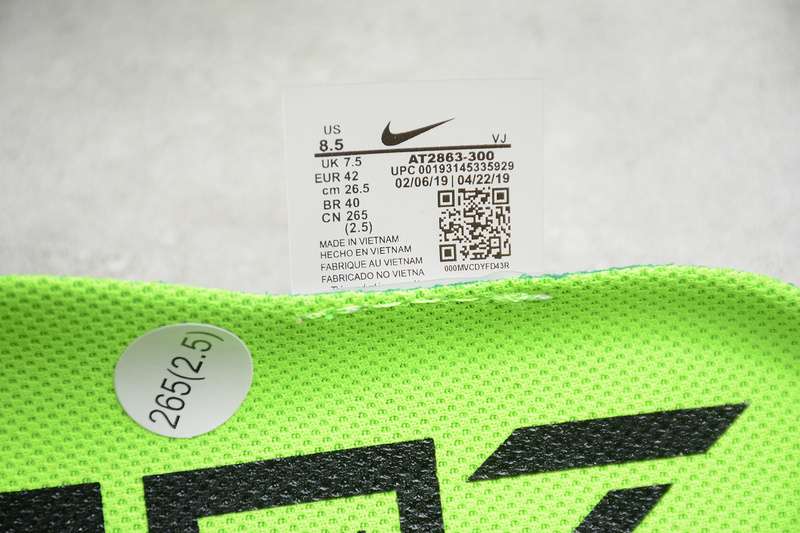 US
8.5
VJ
UK 7.5
AT2863-300
EUR 42
UPC 00193145335929
cm 26.5
02/06/19 | 04/22/19
BR 40
CN 265
(2.5)
MADE IN VIETNAM
HECHO EN VIETNAM
FABRIQUE AU VIETNAM
FABRICADO NO VIETNA
000MVCDYFD43R
265(2.5)